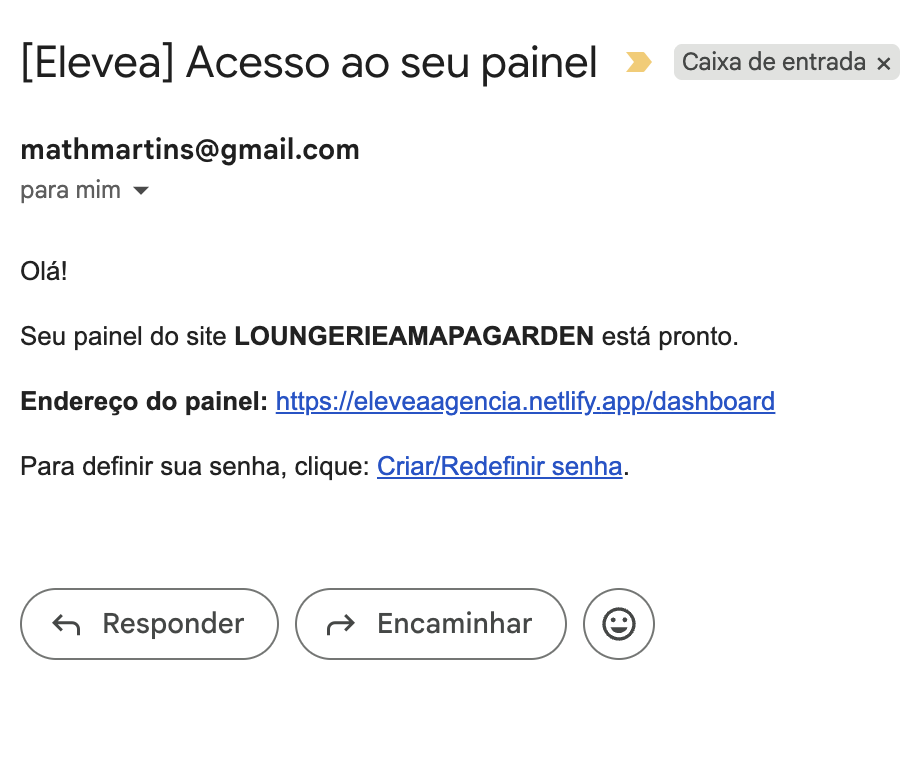 [Elevea] Acesso ao seu painel Caixa de entrada ×
mathmartins@gmail.com
para mim
Olá!
Seu painel do site LOUNGERIEAMAPAGARDEN está pronto.
Endereço do painel: https://eleveaagencia.netlify.app/dashboard
Para definir sua senha, clique: Criar/Redefinir senha.
Responder Encaminhar